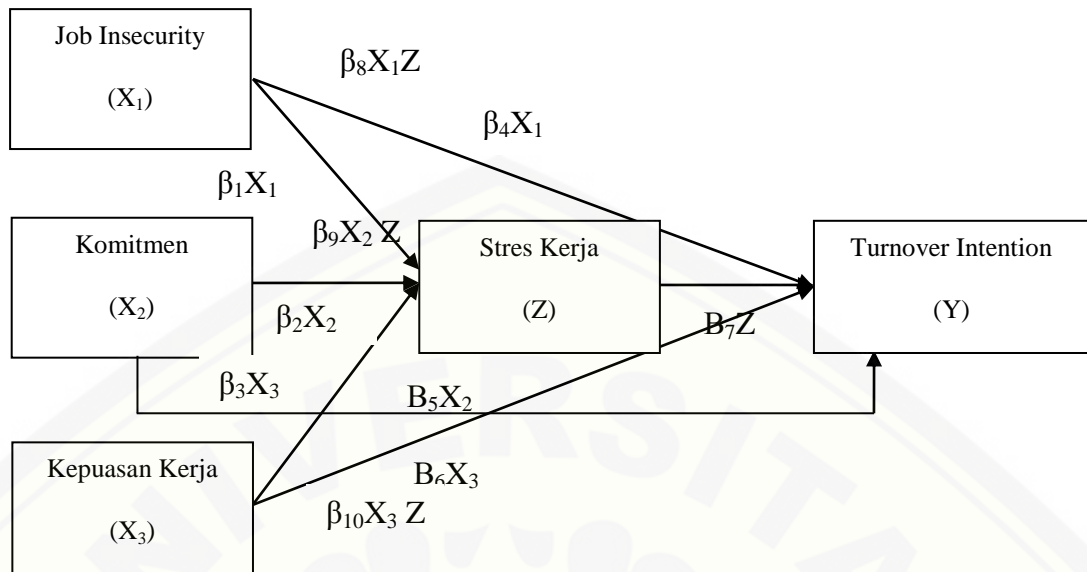 Job Insecurity
(X₁)
β₈X₁Z
β₄X₁
β₁X₁
Komitmen
(X₂)
β₉X₂ Z
Stres Kerja
(Z)
Turnover Intention
(Y)
β₂X₂
B₇Z
β₃X₃
B₅X₂
Kepuasan Kerja
(X₃)
B₆X₃
β₁₀X₃ Z
NIVERSITA